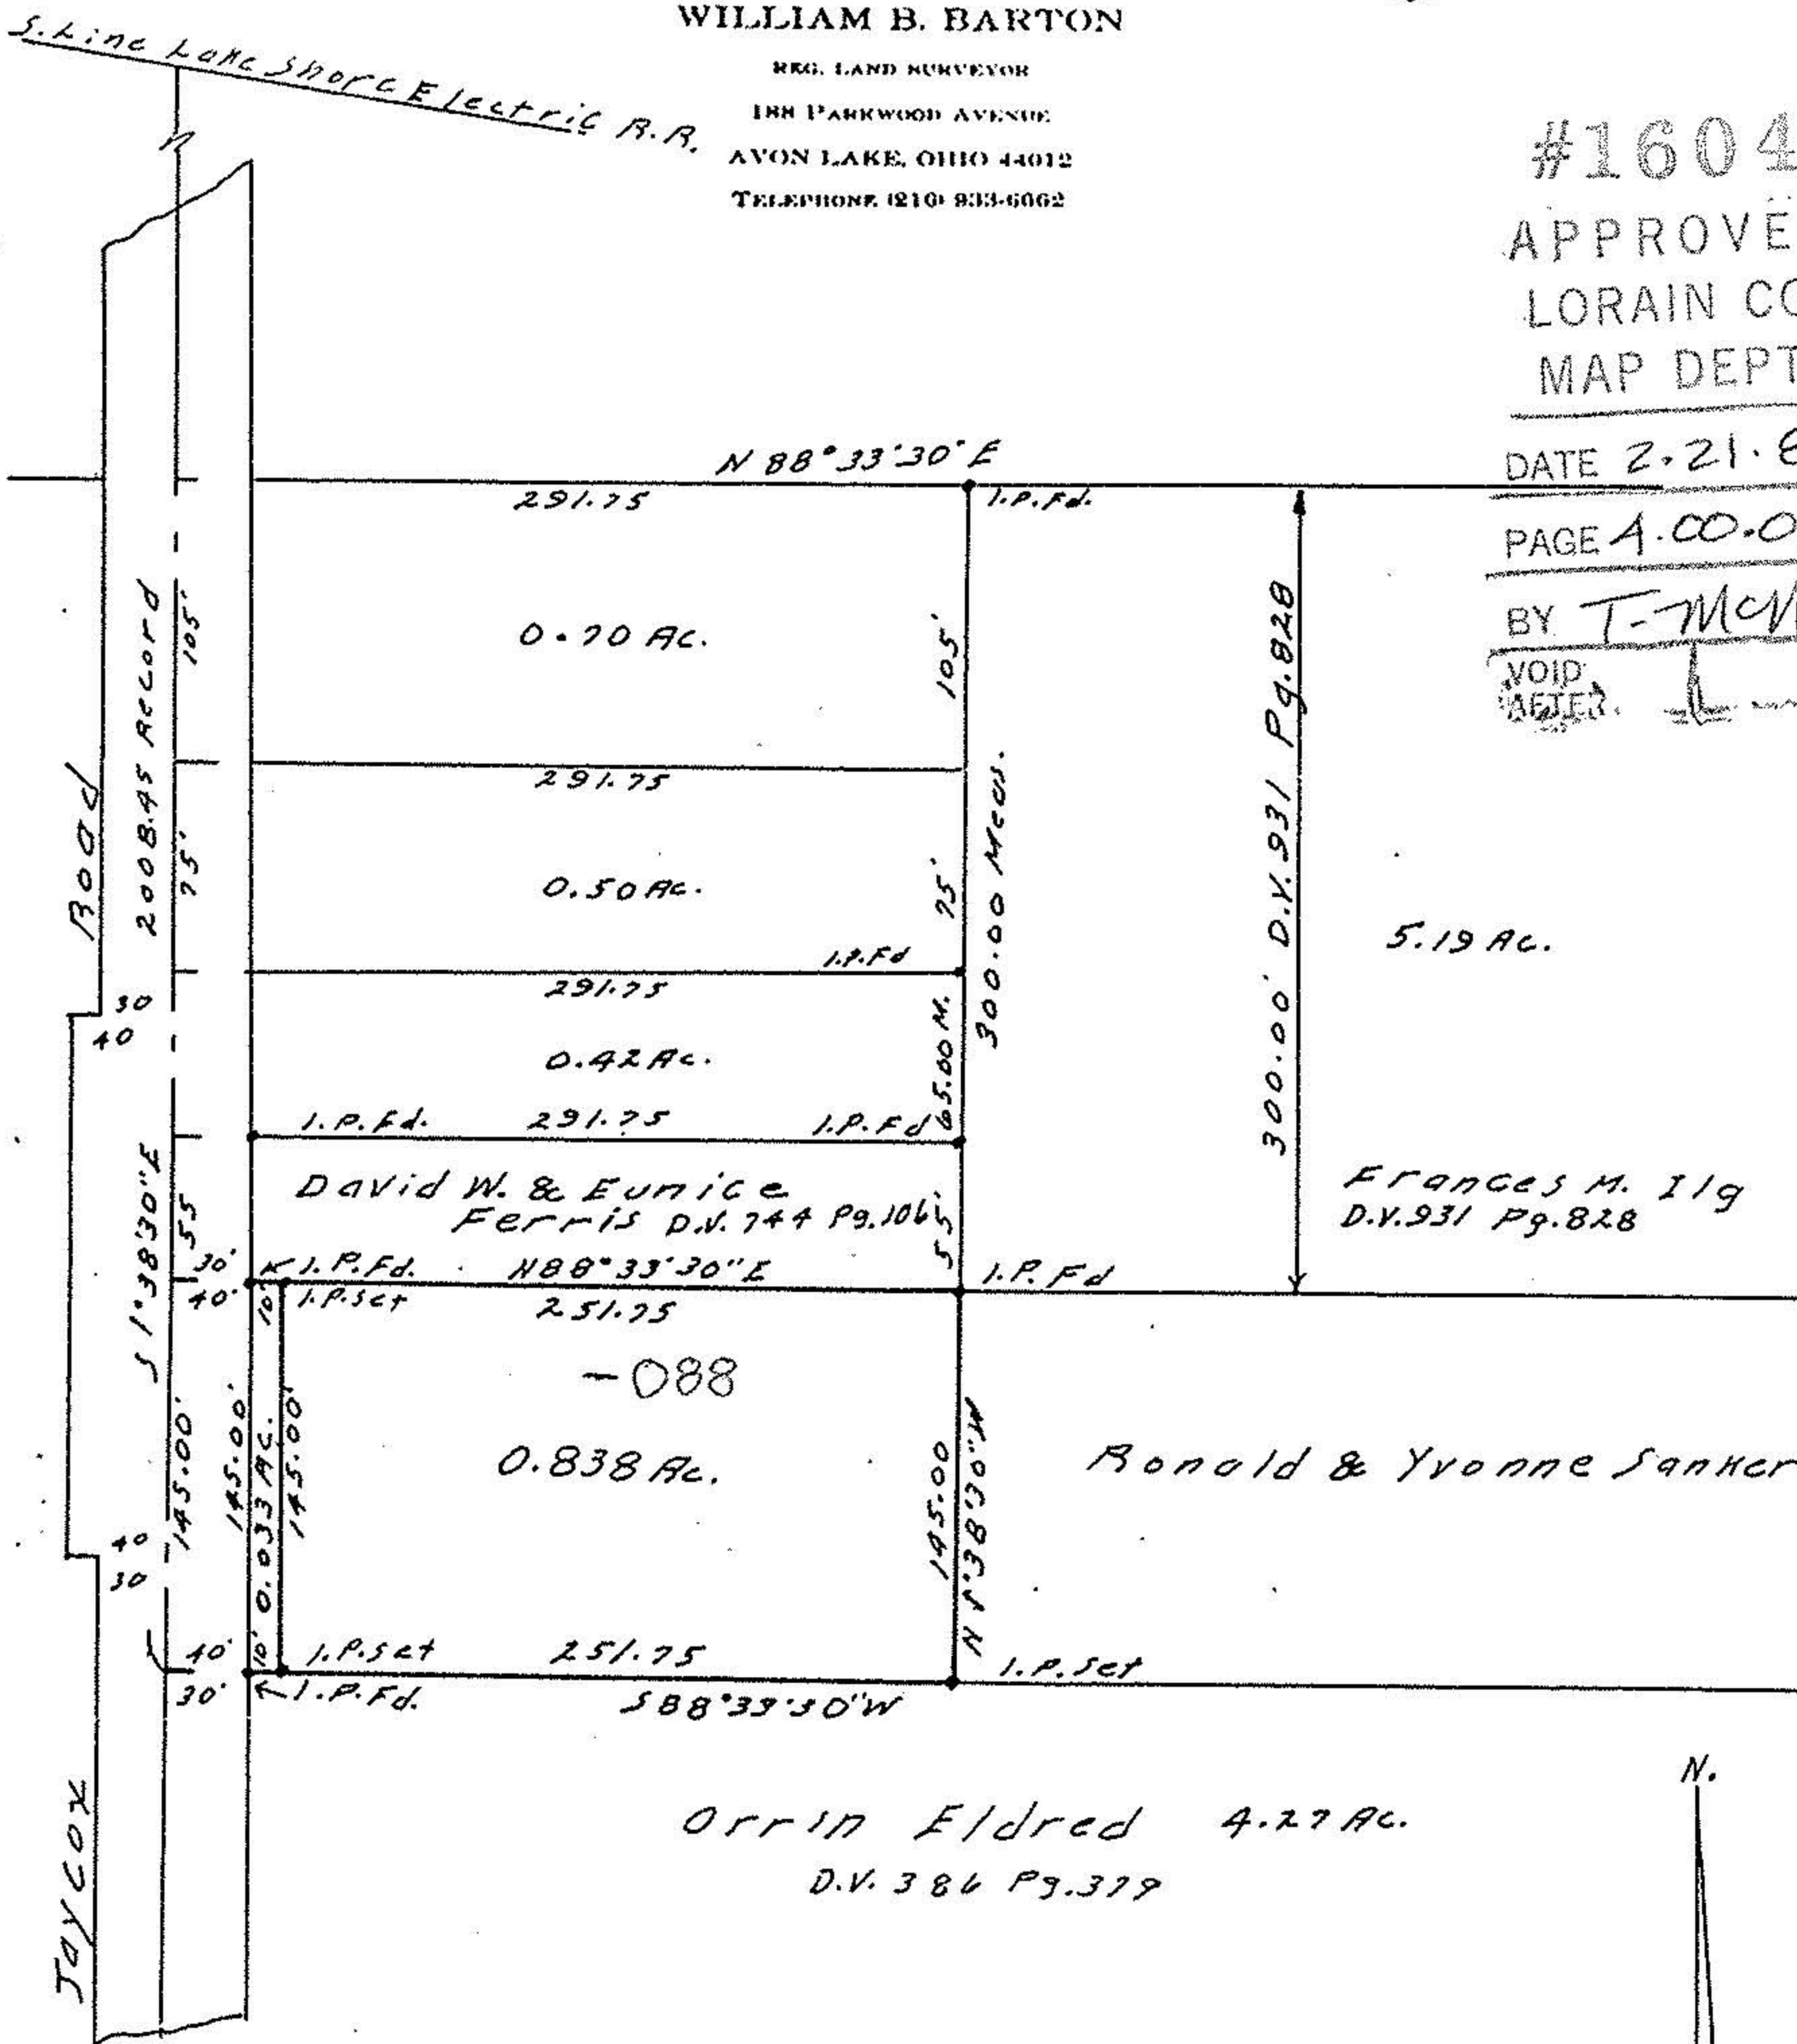 WILLIAM B. BARTON
REG. LAND SURVEYOR
188 PARKWOOD AVENUE
AVON LAKE, OHIO 44012
TELEPHONE (216) 933-6062
S. Line Lake Shore Electric R.R.
#1604
APPROVE
LORAIN CO
MAP DEPT
DATE 2.21.8
PAGE 4.00.0
BY T. McM
VOID
AFTER
N 88°33'30" E
291.75
I.P.Fd.
0.70 Ac.
105'
105'
2008.45 Record
Road
291.75
75'
0.50 Ac.
75'
300.00 Meas.
300.00' D.V.931 Pg.828
5.19 Ac.
I.P.Fd
291.75
30
40
0.42 Ac.
65.00 M.
I.P.Fd.
291.75
I.P.Fd
S 1°38'30"E
55
David W. & Eunice
Ferris D.V. 744 Pg.106
55'
Frances M. Ilg
D.V.931 Pg.828
30'
I.P.Fd.
N88°33'30"E
I.P. Fd
40'
10'
I.P.set
251.75
-088
145.00'
145.00'
0.033 AC.
145.00'
0.838 Ac.
145.00
N 1°38'30"W
Ronald & Yvonne Sanker
40
30
40'
10'
I.P.set
251.75
I.P.set
30'
I.P.Fd.
S88°33'30"W
Jaycox
Orrin Eldred 4.27 Ac.
D.V. 386 Pg.379
N.